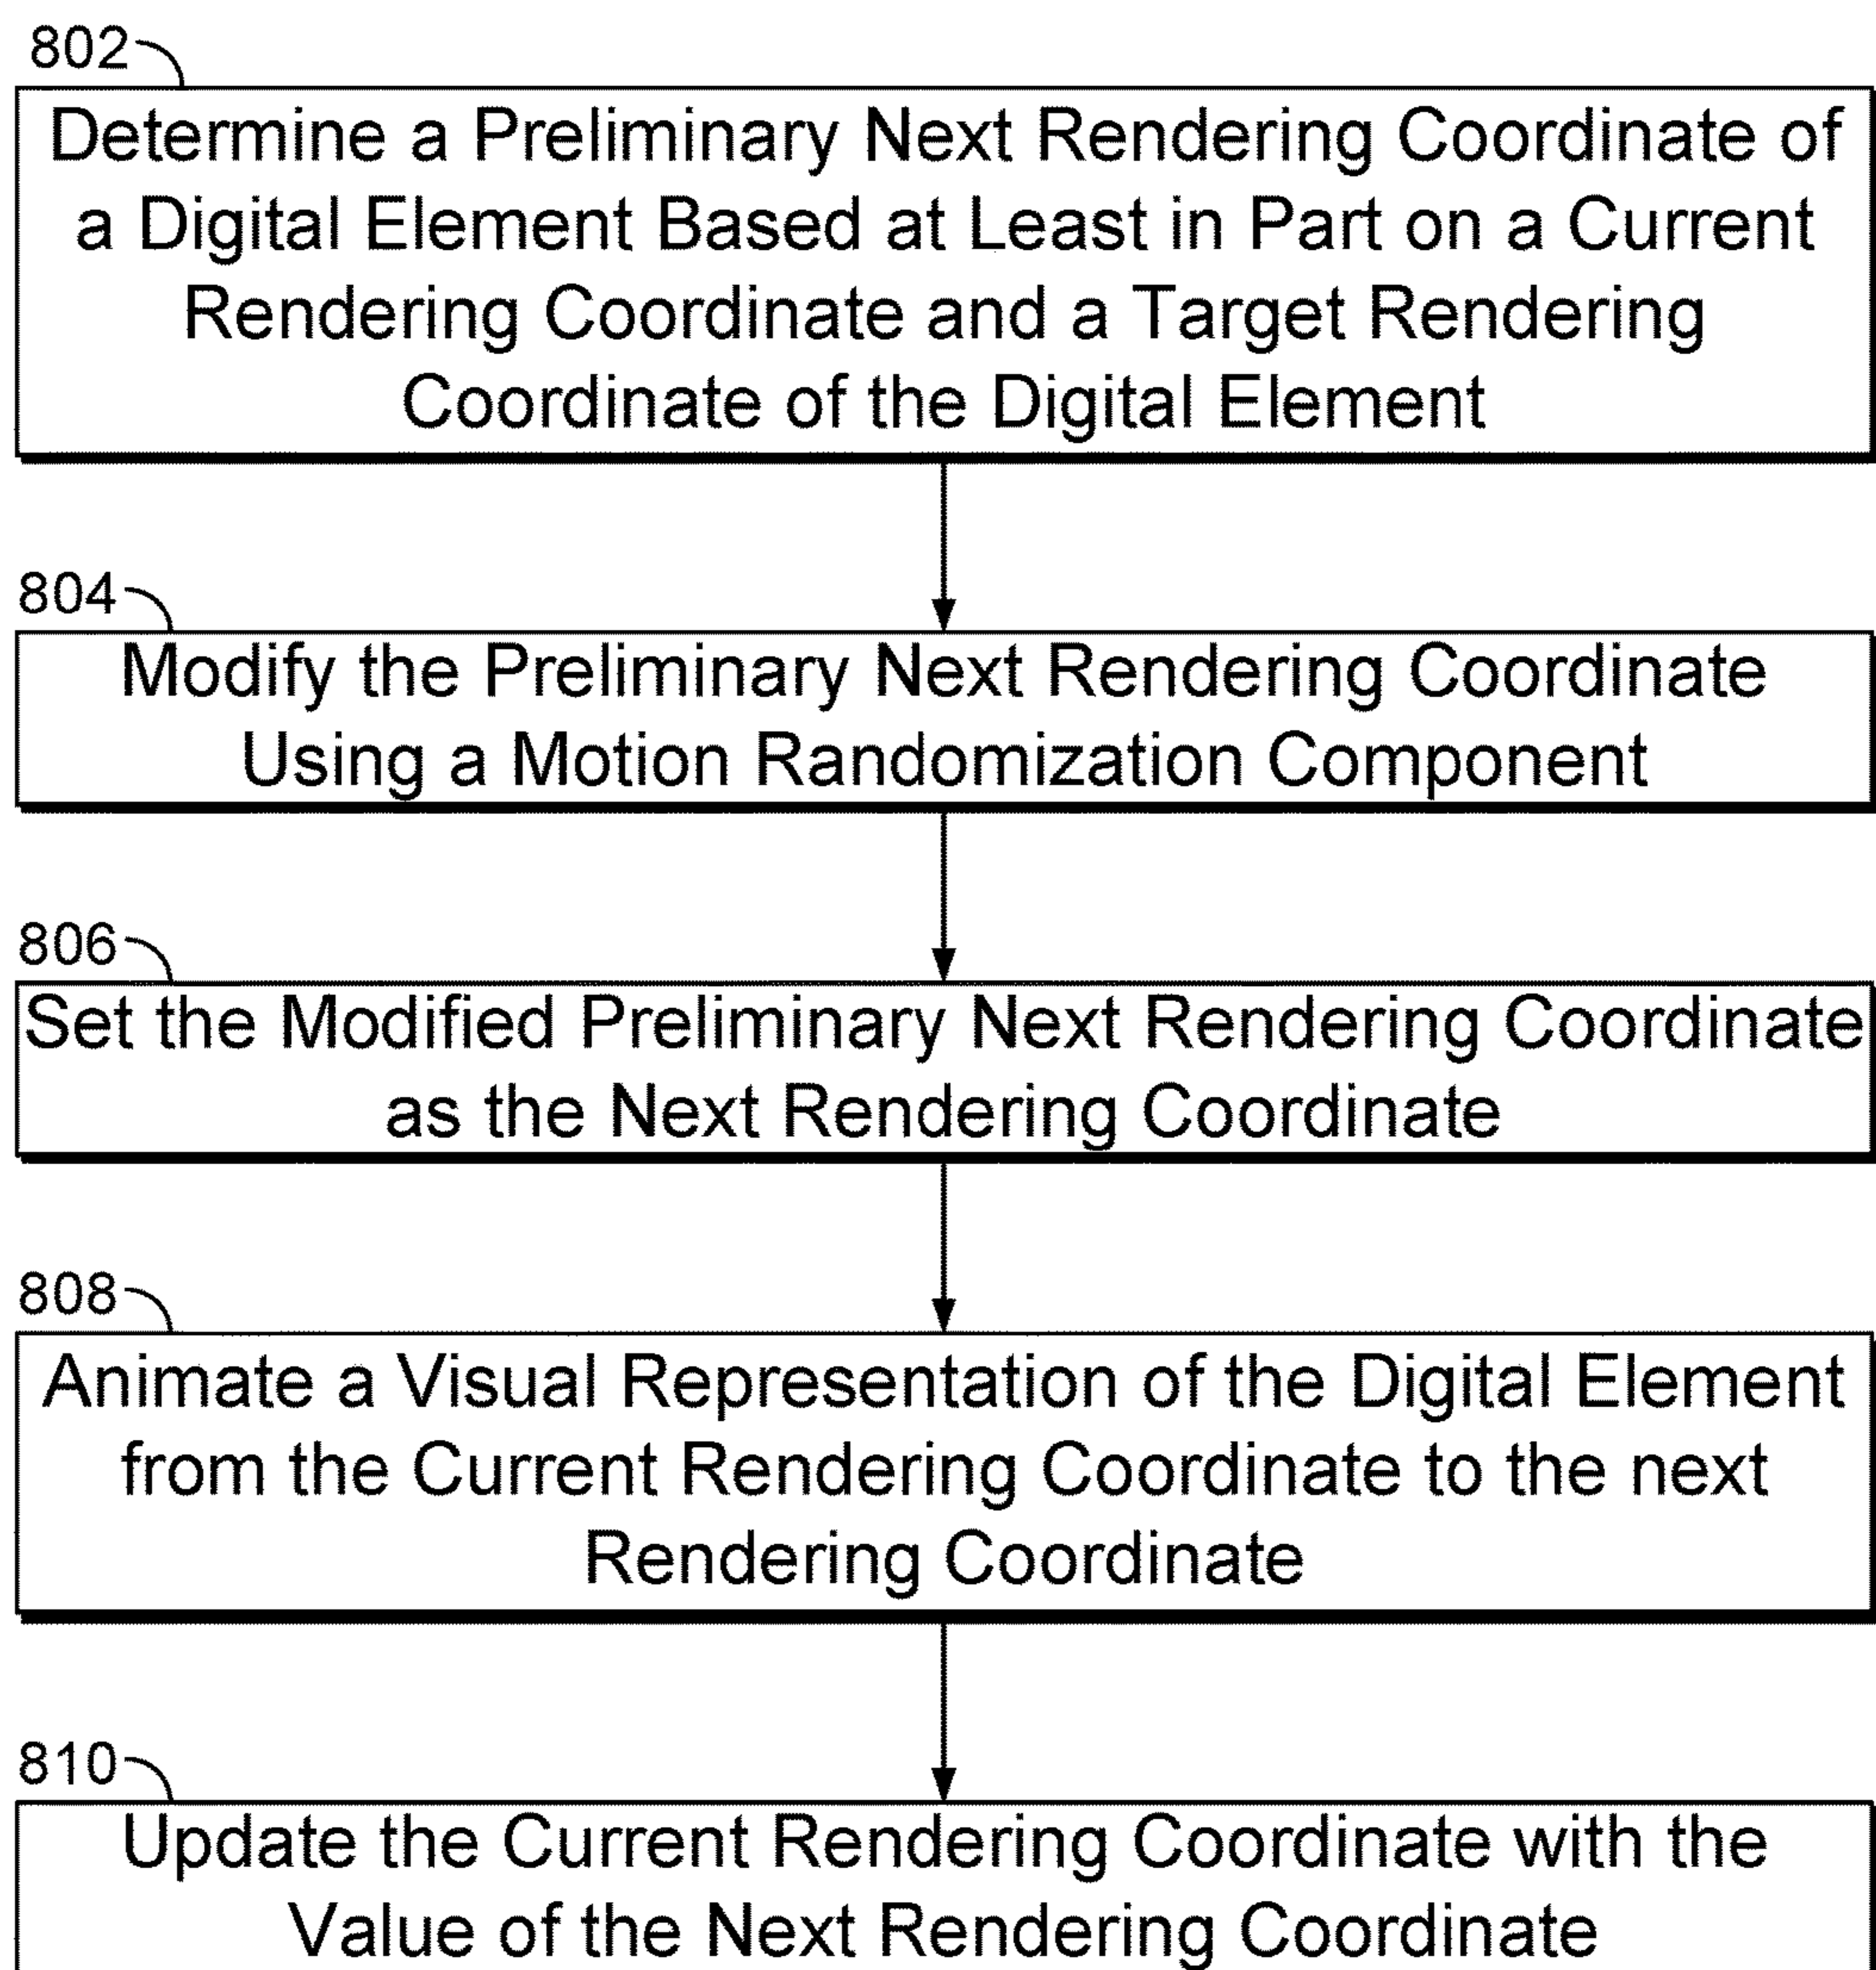 802
Determine a Preliminary Next Rendering Coordinate of
a Digital Element Based at Least in Part on a Current
Rendering Coordinate and a Target Rendering
Coordinate of the Digital Element
804
Modify the Preliminary Next Rendering Coordinate
Using a Motion Randomization Component
806
Set the Modified Preliminary Next Rendering Coordinate
as the Next Rendering Coordinate
808
Animate a Visual Representation of the Digital Element
from the Current Rendering Coordinate to the next
Rendering Coordinate
810
Update the Current Rendering Coordinate with the
Value of the Next Rendering Coordinate